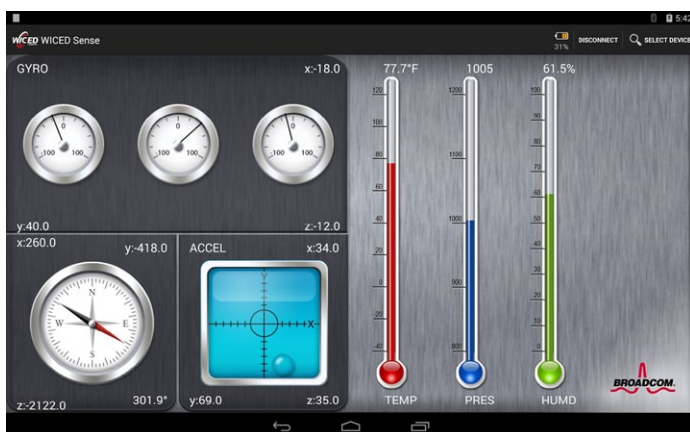 5:42
WICED WICED Sense
31%
DISCONNECT
SELECT DEVICE
GYRO
x:-18.0
0
100 100
0
100 100
0
100 100
y:40.0
z:-12.0
x:260.0
y:-418.0
N
W E
S
z:-2122.0
301.9°
ACCEL
x:34.0
Y
X
y:69.0
z:35.0
77.7°F
120
100
80
60
40
20
0
-20
-40
TEMP
1005
1200
1100
1000
900
800
PRES
61.5%
100
90
80
70
60
50
40
30
20
10
0
HUMD
BROADCOM.